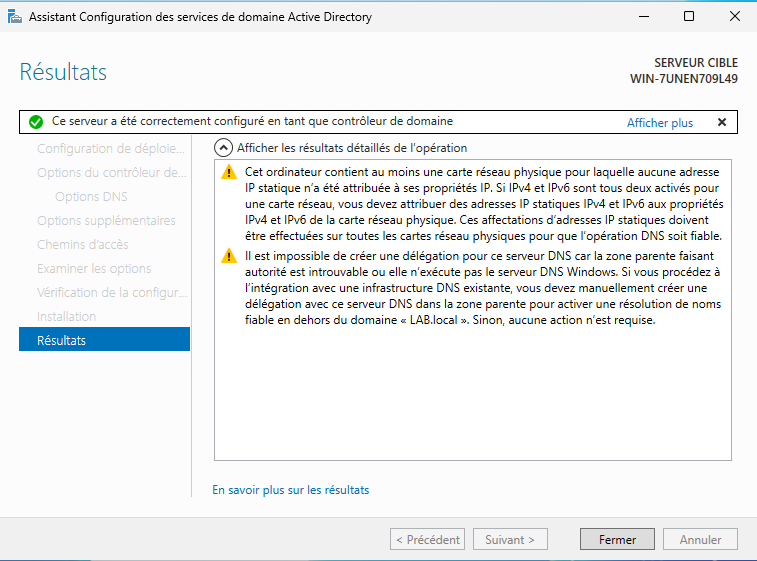 Assistant Configuration des services de domaine Active Directory
Résultats
SERVEUR CIBLE
WIN-7UNEN709L49
Ce serveur a été correctement configuré en tant que contrôleur de domaine
Afficher plus
Configuration de déploie...
Options du contrôleur de...
Options DNS
Options supplémentaires
Chemins d’accès
Examiner les options
Vérification de la configur...
Installation
Résultats
Afficher les résultats détaillés de l’opération
Cet ordinateur contient au moins une carte réseau physique pour laquelle aucune adresse
IP statique n’a été attribuée à ses propriétés IP. Si IPv4 et IPv6 sont tous deux activés pour
une carte réseau, vous devez attribuer des adresses IP statiques IPv4 et IPv6 aux propriétés
IPv4 et IPv6 de la carte réseau physique. Ces affectations d’adresses IP statiques doivent
être effectuées sur toutes les cartes réseau physiques pour que l’opération DNS soit fiable.
Il est impossible de créer une délégation pour ce serveur DNS car la zone parente faisant
autorité est introuvable ou elle n’exécute pas le serveur DNS Windows. Si vous procédez à
l’intégration avec une infrastructure DNS existante, vous devez manuellement créer une
délégation avec ce serveur DNS dans la zone parente pour activer une résolution de noms
fiable en dehors du domaine « LAB.local ». Sinon, aucune action n’est requise.
En savoir plus sur les résultats
< Précédent
Suivant >
Fermer
Annuler